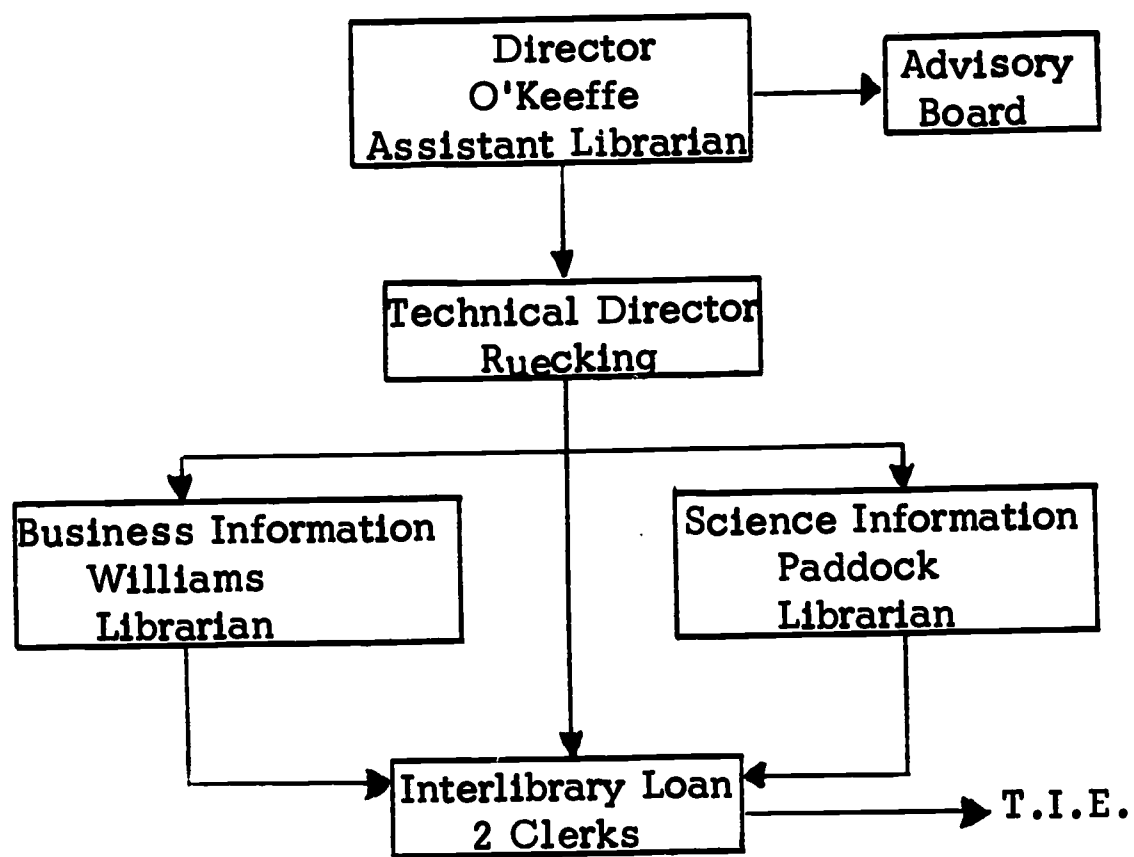 Director
O'Keeffe
Assistant Librarian
Advisory
Board
Technical Director
Ruecking
Business Information
Williams
Librarian
Science Information
Paddock
Librarian
Interlibrary Loan
2 Clerks
T.I.E.